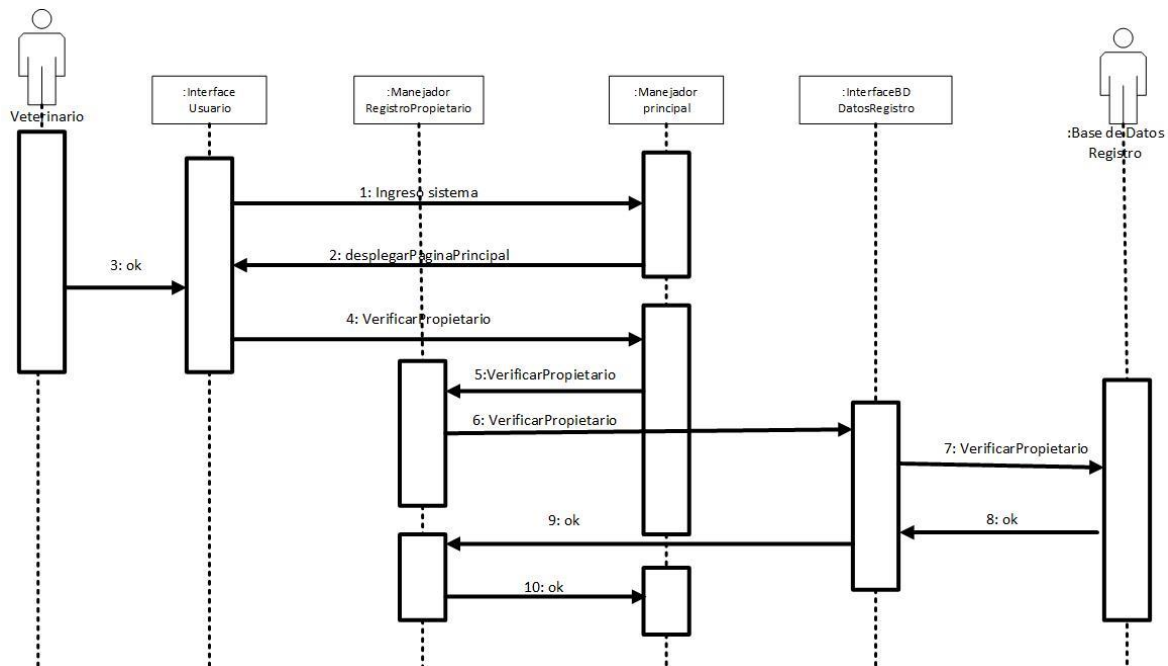 Veterinario
:Interface
Usuario
:Manejador
RegistroPropietario
:Manejador
principal
:InterfaceBD
DatosRegistro
:Base de Datos
Registro
1: Ingreso sistema
2: desplegarPaginaPrincipal
3: ok
4: VerificarPropietario
5:VerificarPropietario
6: VerificarPropietario
7: VerificarPropietario
8: ok
9: ok
10: ok